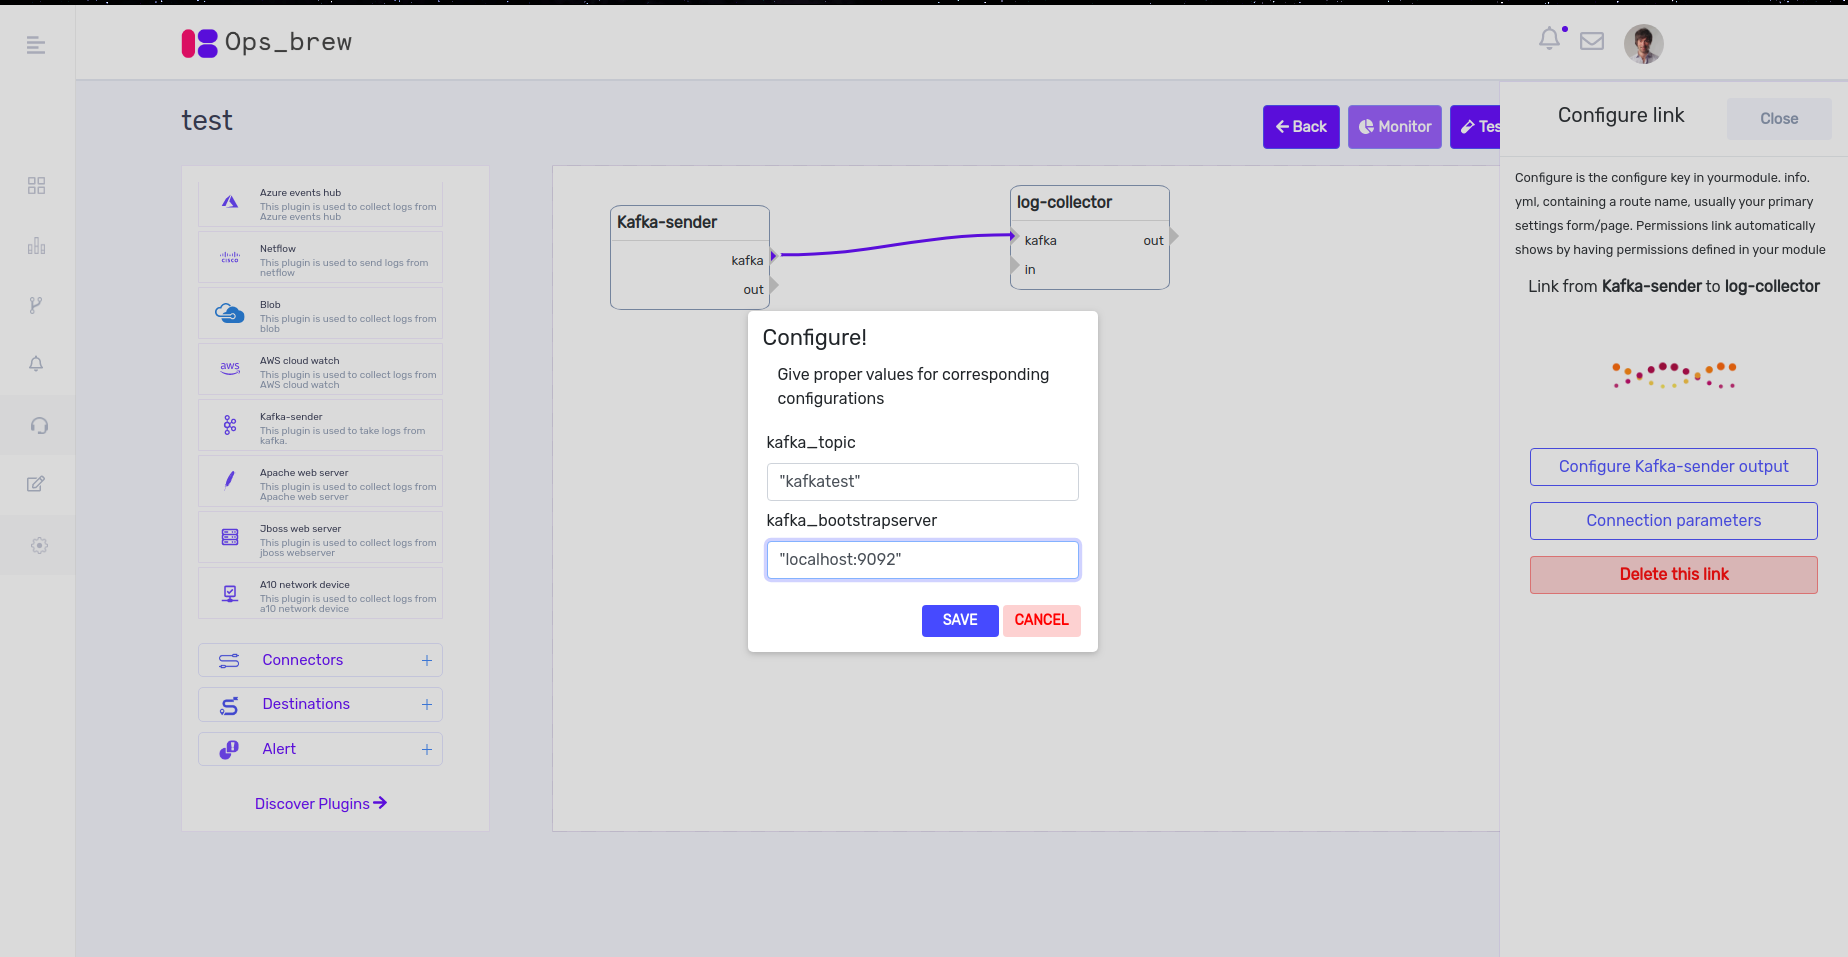 Ops_brew
test
Back
Monitor
Tes
Azure events hub
This plugin is used to collect logs from
Azure events hub
Netflow
This plugin is used to send logs from
netflow
Blob
This plugin is used to collect logs from
blob
AWS cloud watch
This plugin is used to collect logs from
AWS cloud watch
Kafka-sender
This plugin is used to take logs from
kafka.
Apache web server
This plugin is used to collect logs from
Apache web server
Jboss web server
This plugin is used to collect logs from
jboss webserver
A10 network device
This plugin is used to collect logs from
a10 network device
Connectors
Destinations
Alert
Discover Plugins
cisco
aws
Kafka-sender
kafka
out
log-collector
kafka
out
in
Configure!
Give proper values for corresponding
configurations
kafka_topic
"kafkatest"
kafka_bootstrapserver
"localhost:9092"
SAVE
CANCEL
Configure link
Close
Configure is the configure key in yourmodule. info.
yml, containing a route name, usually your primary
settings form/page. Permissions link automatically
shows by having permissions defined in your module
Link from Kafka-sender to log-collector
Configure Kafka-sender output
Connection parameters
Delete this link